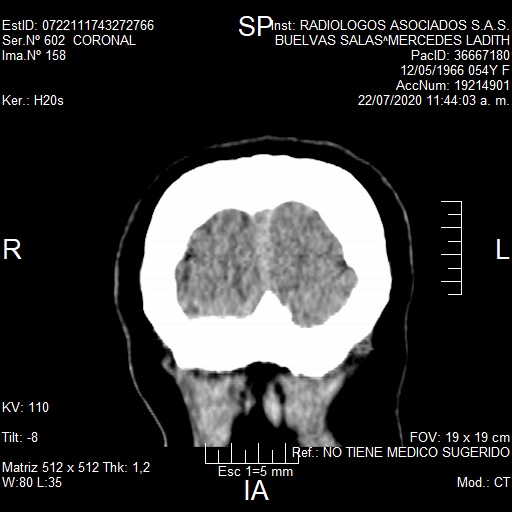 EstID: 0722111743272766
Ser.Nº 602 CORONAL
Ima.Nº 158
Ker.: H20s
SP
Inst: RADIOLOGOS ASOCIADOS S.A.S.
BUELVAS SALAS^MERCEDES LADITH
PacID: 36667180
12/05/1966 054Y F
AccNum: 19214901
22/07/2020 11:44:03 a. m.
R
L
KV: 110
Tilt: -8
Matriz 512 x 512 Thk: 1,2
W:80 L:35
Esc 1=5 mm
IA
FOV: 19 x 19 cm
Ref.: NO TIENE MEDICO SUGERIDO
Mod.: CT